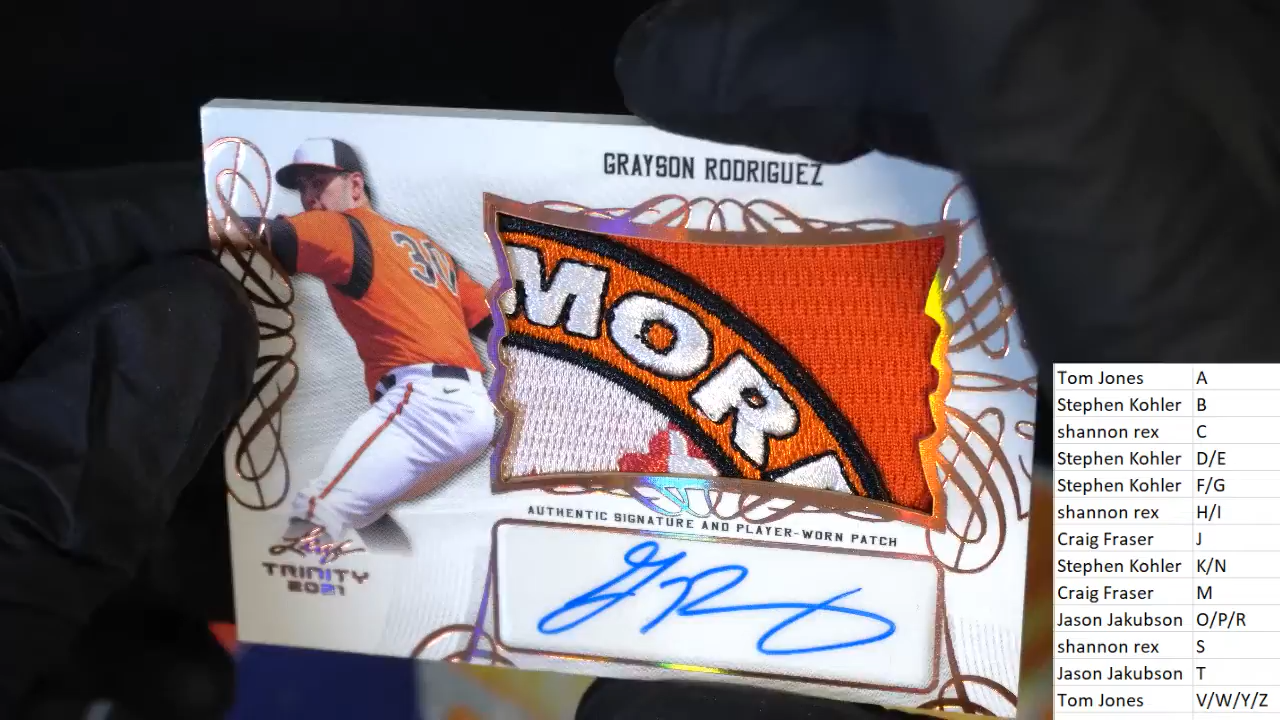 GRAYSON RODRIGUEZ
30
MORA
AUTHENTIC SIGNATURE AND PLAYER-WORN PATCH
Leaf
TRINITY
2021
Tom Jones A
Stephen Kohler B
shannon rex C
Stephen Kohler D/E
Stephen Kohler F/G
shannon rex H/I
Craig Fraser J
Stephen Kohler K/N
Craig Fraser M
Jason Jakubson O/P/R
shannon rex S
Jason Jakubson T
Tom Jones V/W/Y/Z